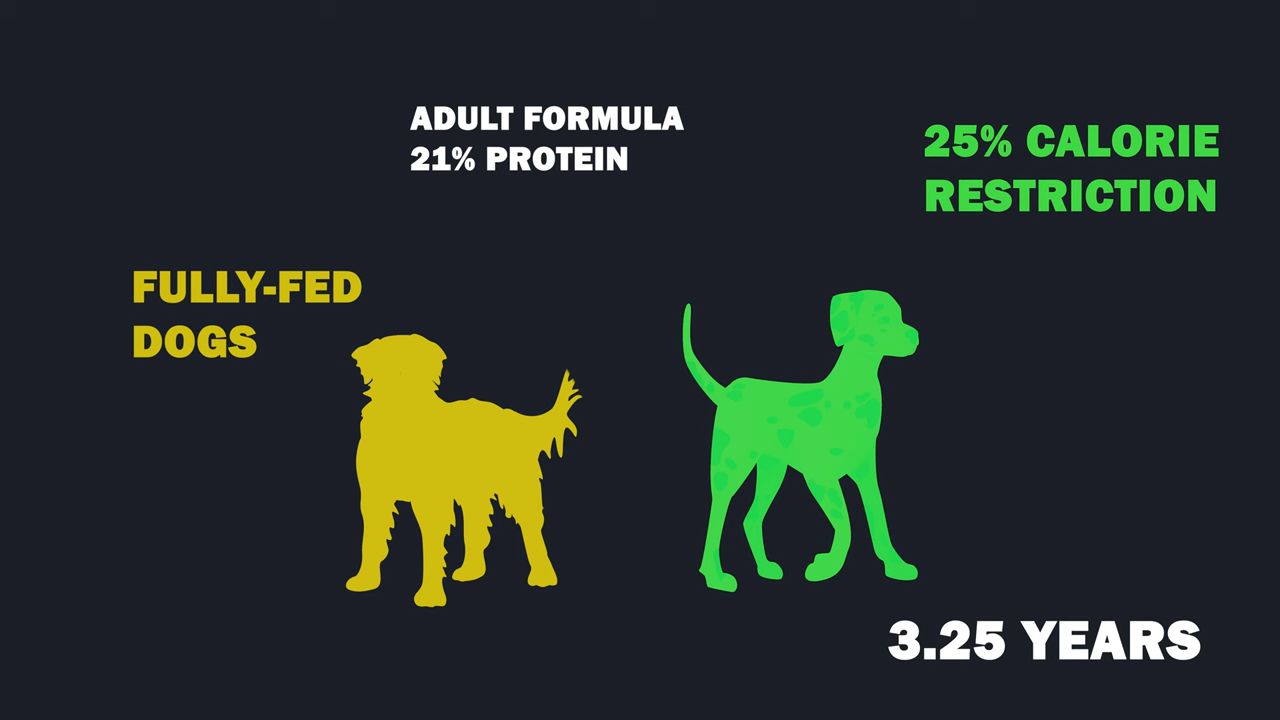 ADULT FORMULA
21% PROTEIN
25% CALORIE
RESTRICTION
FULLY-FED
DOGS
3.25 YEARS